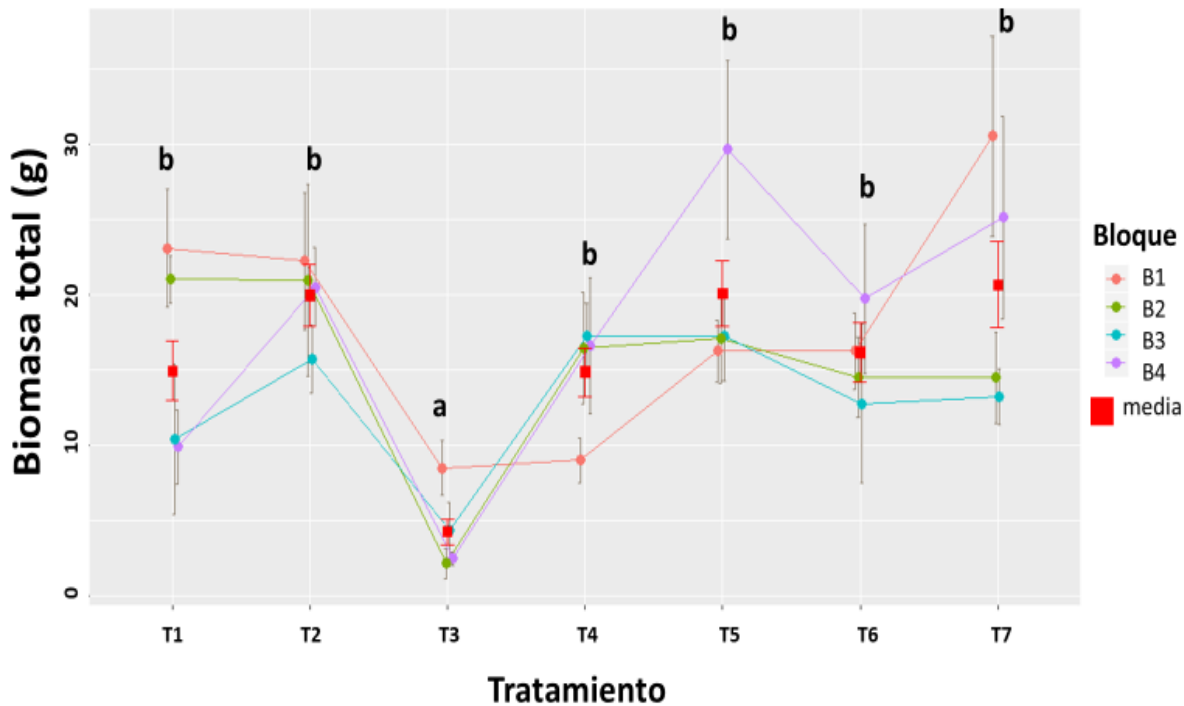 b
b
b
b
b
b
a
Biomasa total (g)
30
20
10
0
T1 T2 T3 T4 T5 T6 T7
Tratamiento
Bloque
B1
B2
B3
B4
media